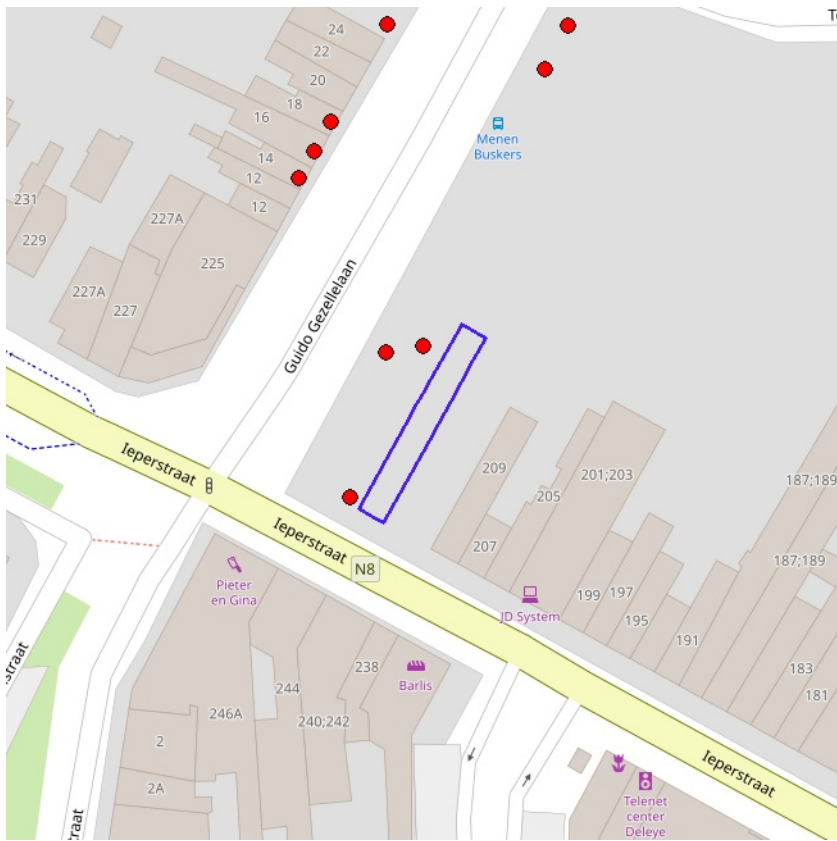 24
22
20
18
16
14
12
12
231
229
227A
225
227A
227
Menen
Buskers
Guido Gezellelaan
Ieperstraat
Ieperstraat
N8
209
207
205
201;203
187;189
187;189
199
197
195
191
183
181
JD System
Pieter
en Gina
Barlis
238
244
246A
240;242
2
2A
straat
traat
Ieperstraat
Telenet
center
Deleye